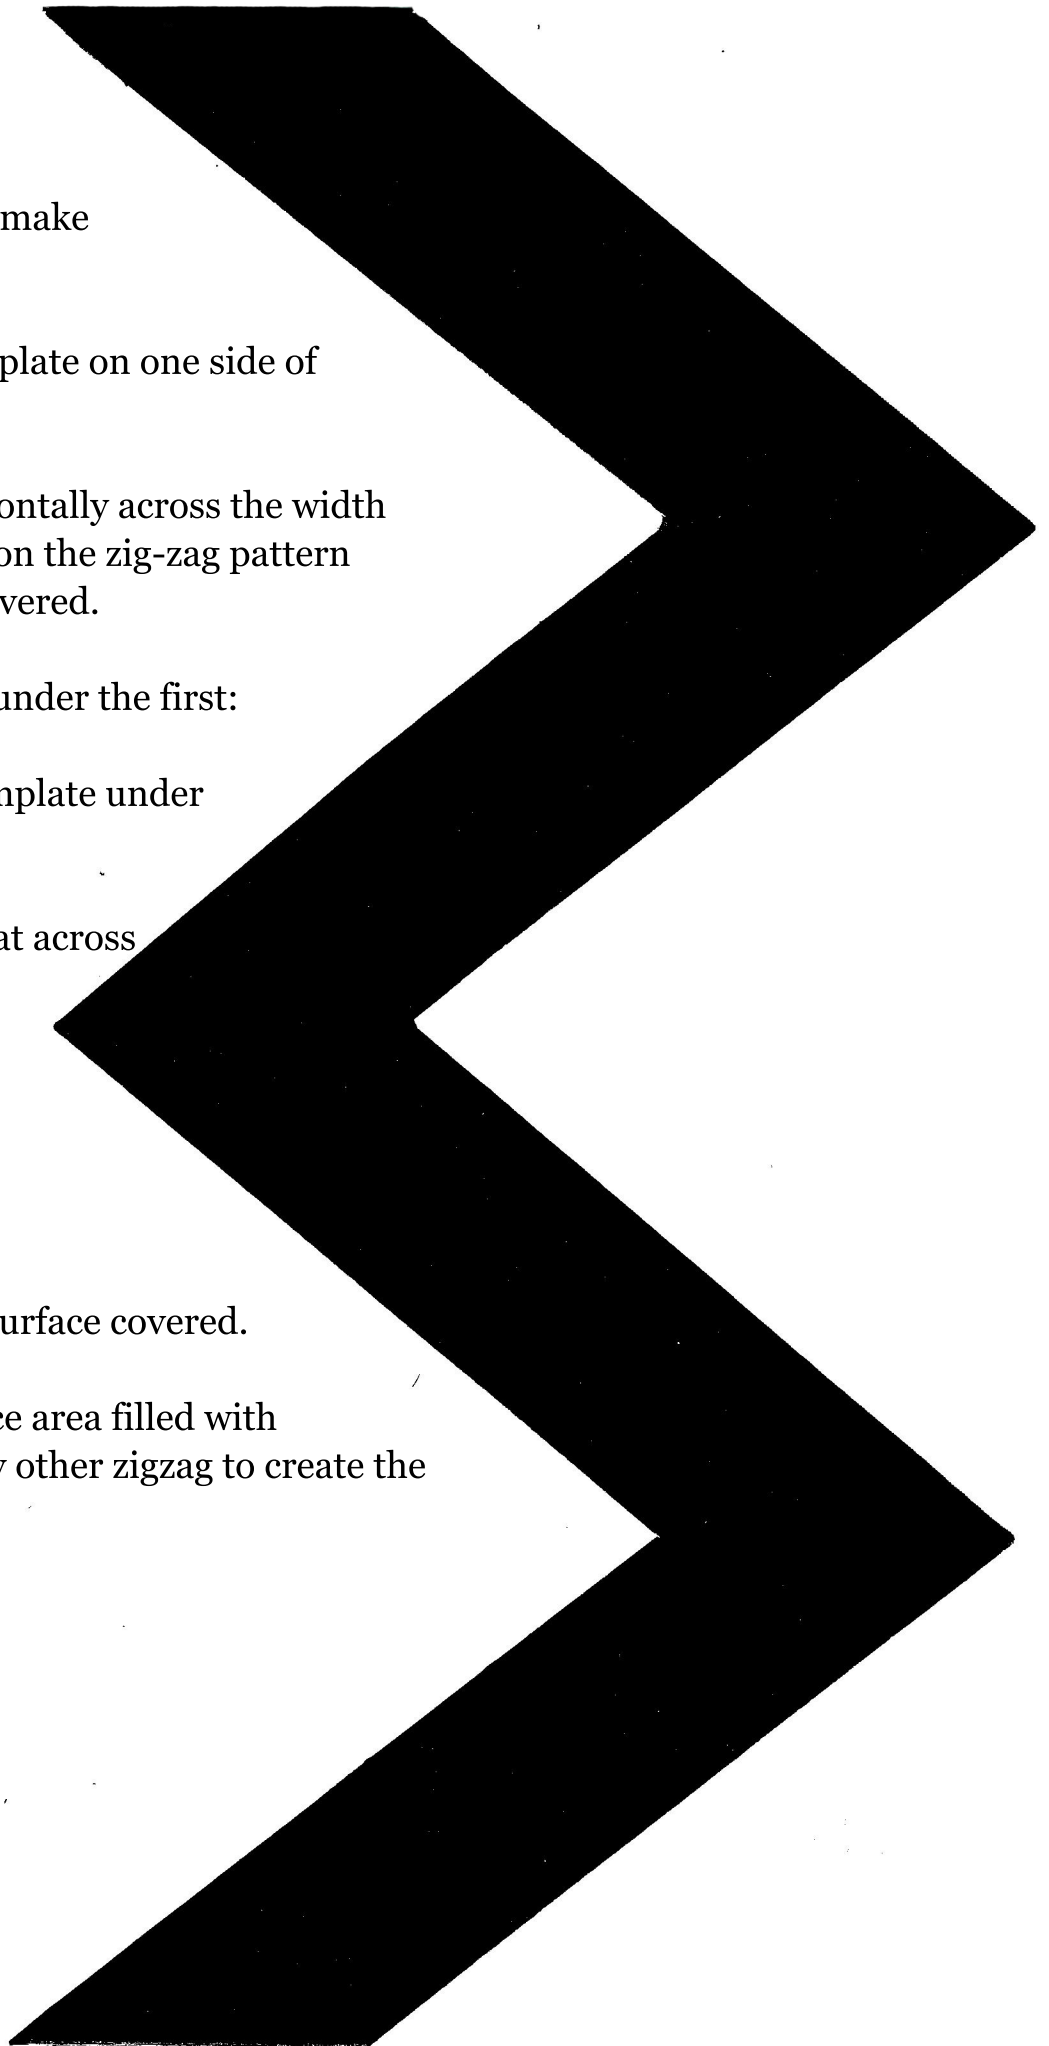 make
plate on one side of
ontally across the width
on the zig-zag pattern
vered.
under the first:
nplate under
at across
urface covered.
ce area filled with
y other zigzag to create the